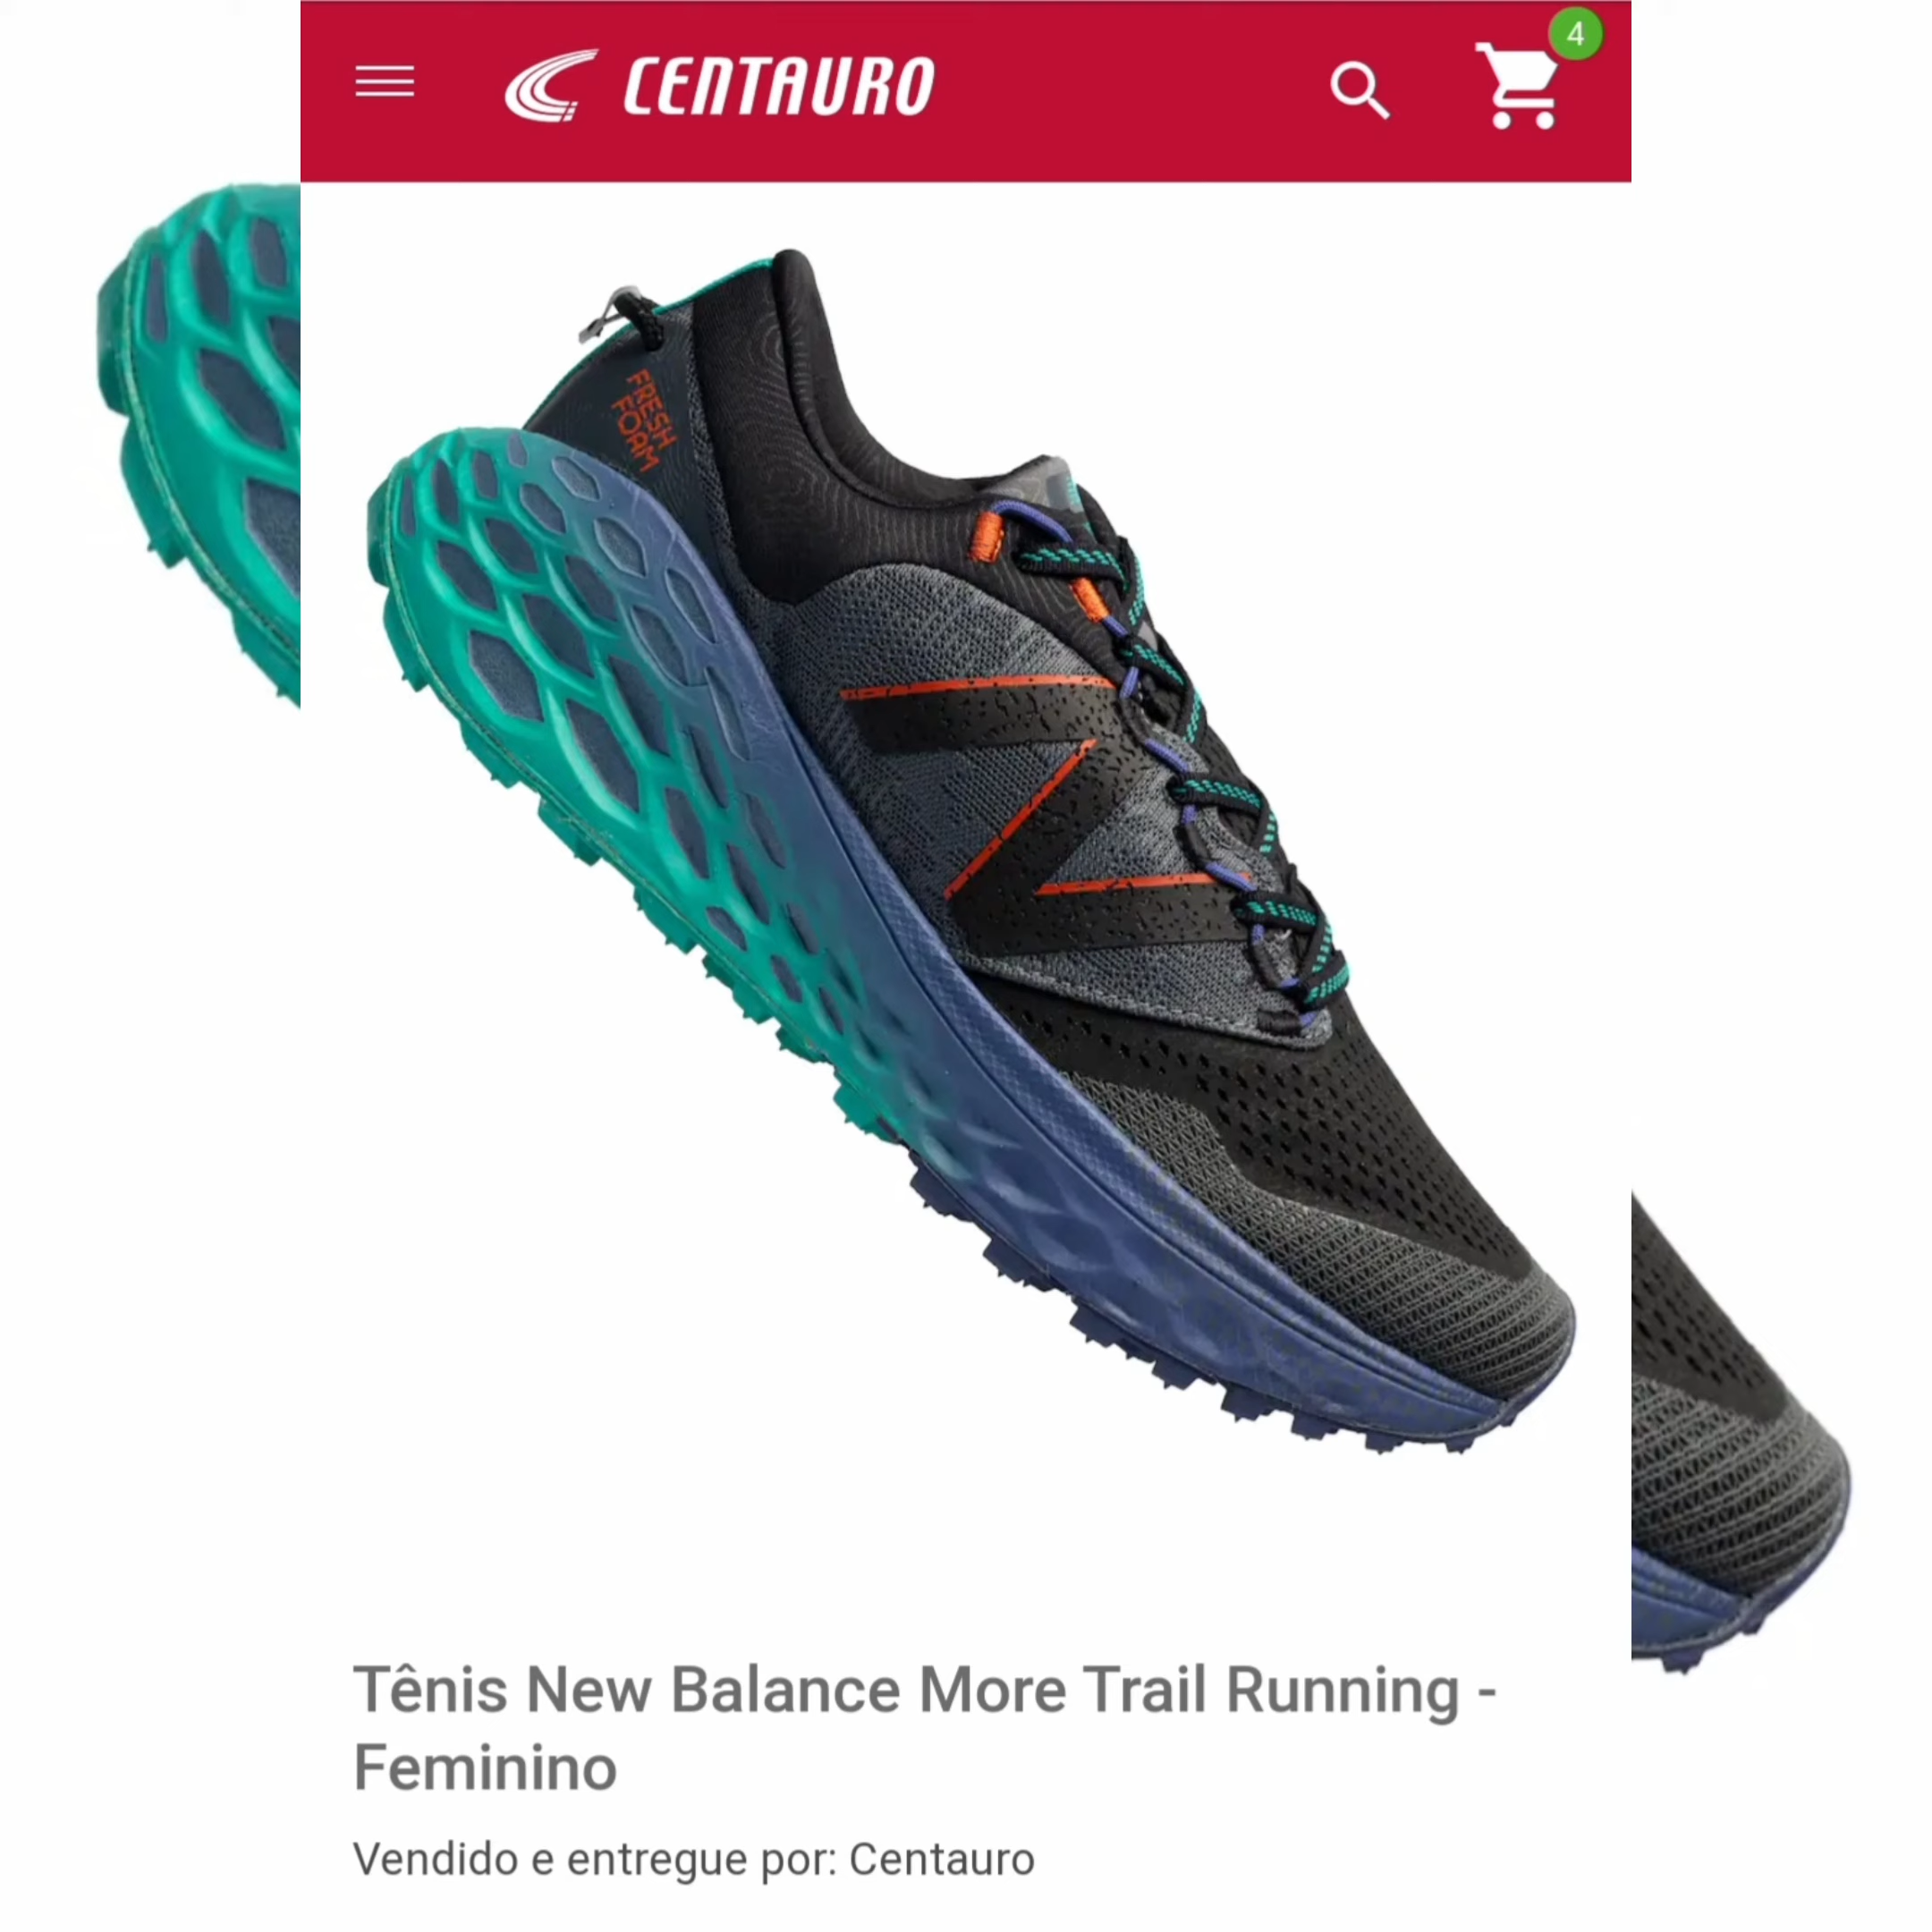 4
CENTAURO
FRESH
FOAM
Tênis New Balance More Trail Running -
Feminino
Vendido e entregue por: Centauro